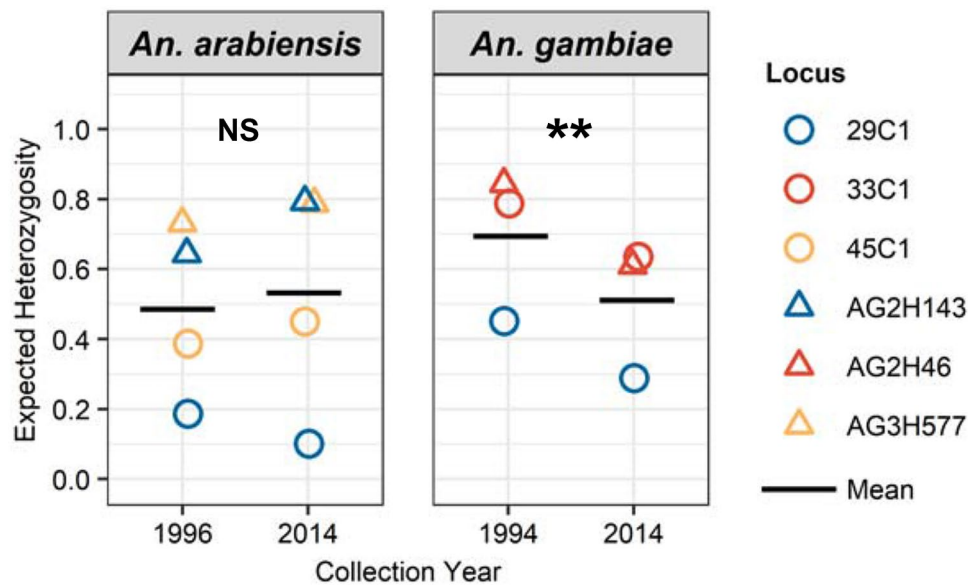 An. arabiensis
An. gambiae
NS
**
Expected Heterozygosity
1.0
0.8
0.6
0.4
0.2
0.0
1996
2014
1994
2014
Collection Year
Locus
29C1
33C1
45C1
AG2H143
AG2H46
AG3H577
Mean